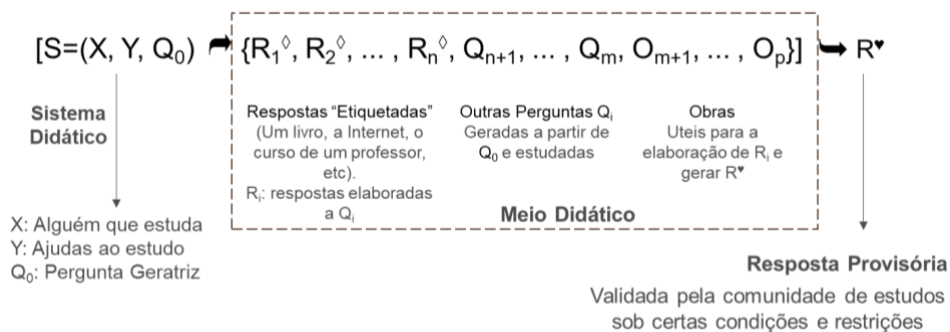 [S=(X, Y, Q₀) ➦ {R₁◊, R₂◊, ... , Rₙ◊, Qₙ₊₁, ... , Qₘ, Oₘ₊₁, ... , Oₚ}] ➥ R♥
Sistema
Didático
X: Alguém que estuda
Y: Ajudas ao estudo
Q₀: Pergunta Geratriz
Respostas “Etiquetadas”
(Um livro, a Internet, o
curso de um professor,
etc).
Rᵢ: respostas elaboradas
a Qᵢ
Outras Perguntas Qᵢ
Geradas a partir de
Q₀ e estudadas
Obras
Uteis para a
elaboração de Rᵢ e
gerar R♥
Meio Didático
Resposta Provisória
Validada pela comunidade de estudos
sob certas condições e restrições